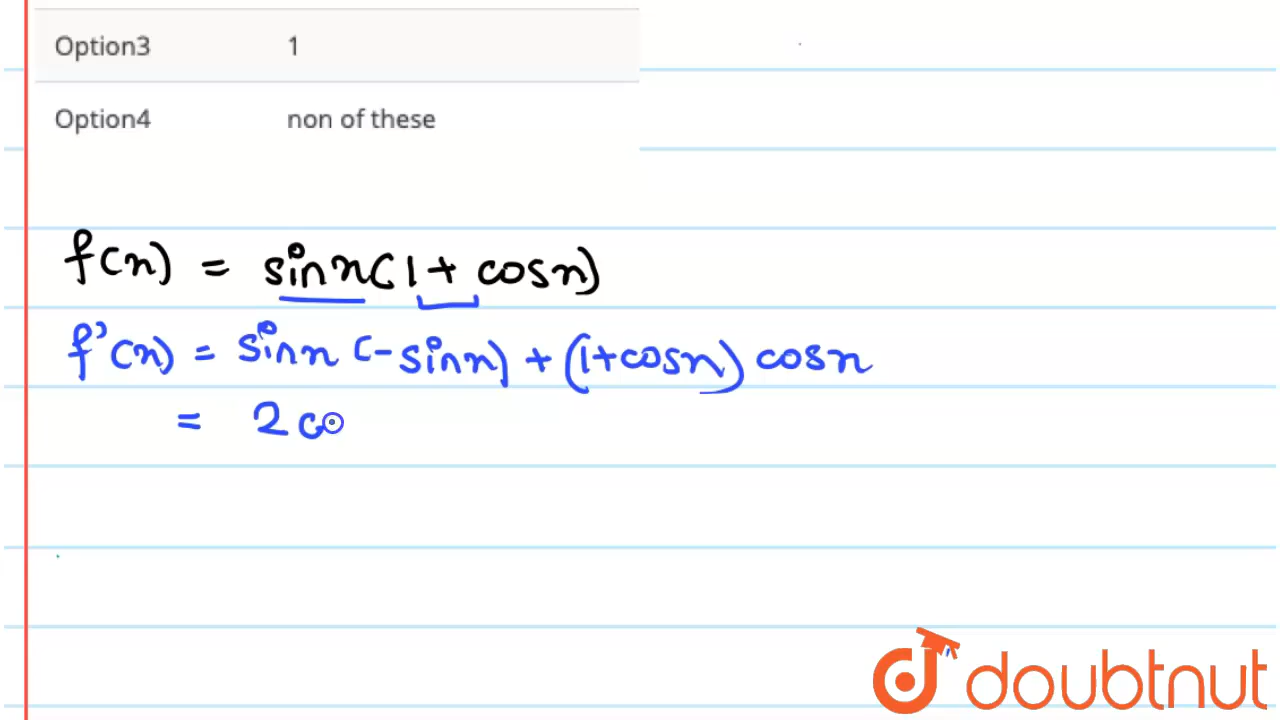 Option3 1
Option4 non of these
f(x) = sinx(1 + cosx)
f'(x) = sinx (-sinx) + (1+cosx) cosx
= 2co
doubtnut